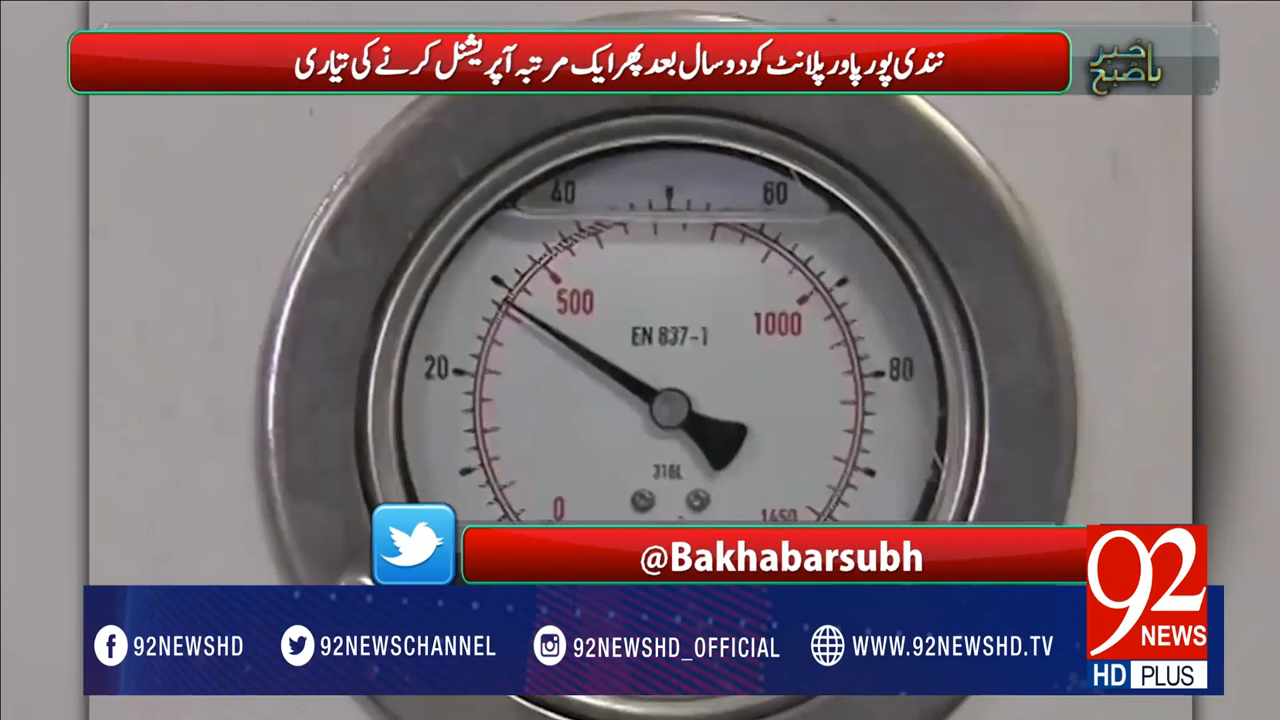 نندی پور پاور پلانٹ کو دو سال بعد پھر ایک مرتبہ آپریشنل کرنے کی تیاری
باخبر صبح
40
60
500
1000
EN 837-1
20
80
316L
0
1450
@Bakhabarsubh
92NEWSHD
92NEWSCHANNEL
92NEWSHD_OFFICIAL
WWW.92NEWSHD.TV
92
NEWS
HD PLUS